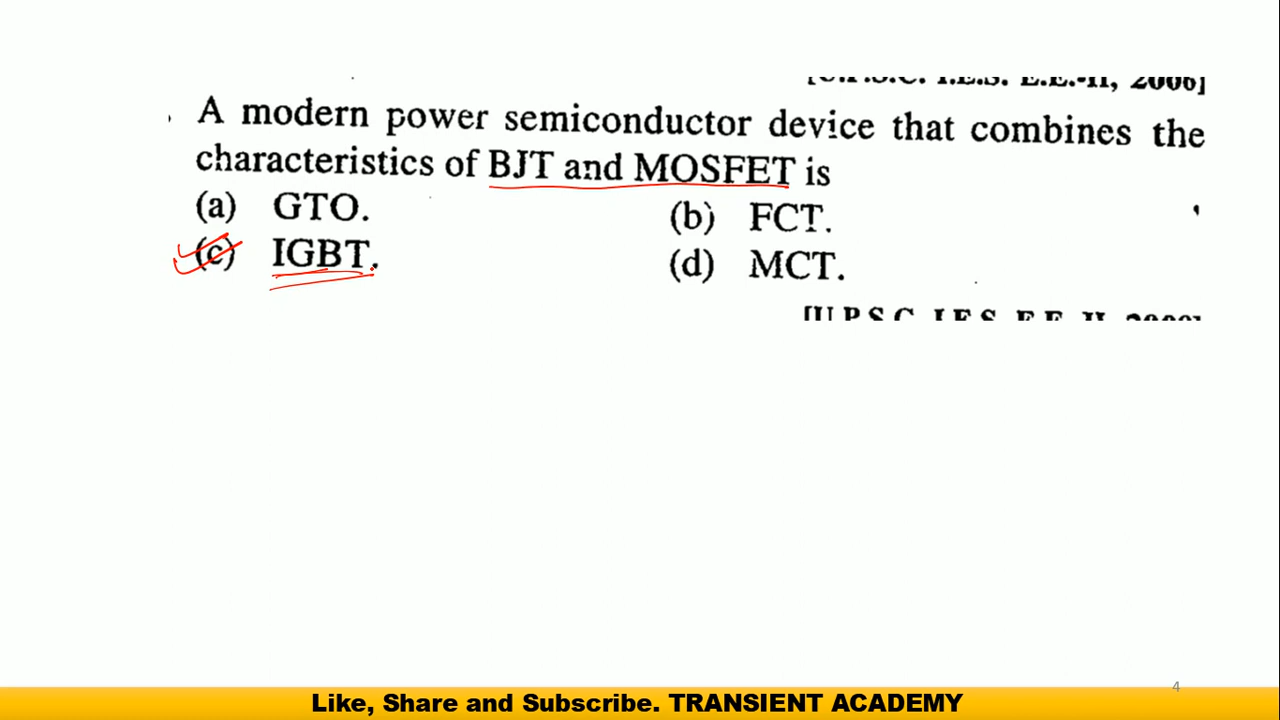 A modern power semiconductor device that combines the
characteristics of BJT and MOSFET is
(a) GTO. (b) FCT.
(c) IGBT. (d) MCT.
4
Like, Share and Subscribe. TRANSIENT ACADEMY